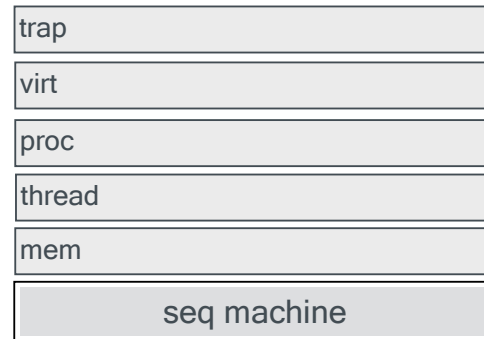 trap
virt
proc
thread
mem
seq machine